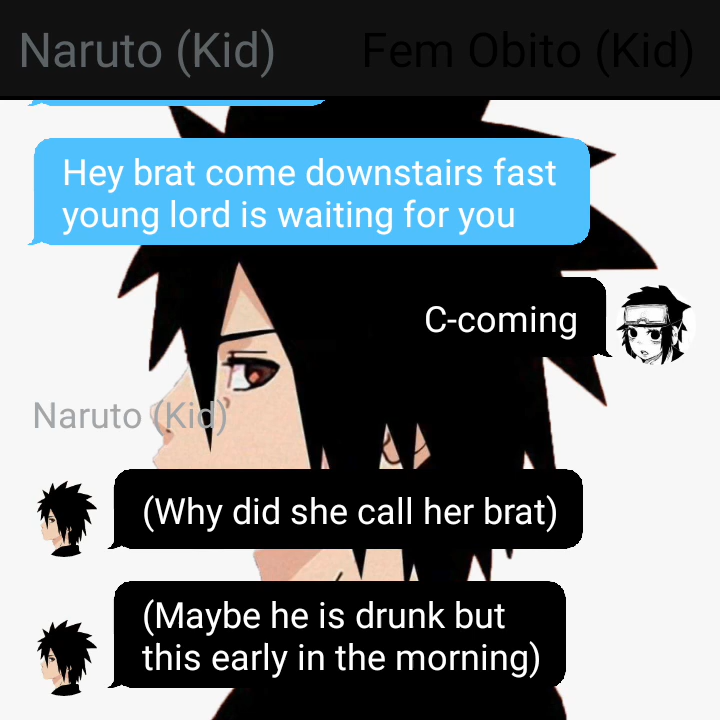 Naruto (Kid) Fem Obito (Kid)
Hey brat come downstairs fast
young lord is waiting for you
C-coming
Naruto (Kid)
(Why did she call her brat)
(Maybe he is drunk but
this early in the morning)